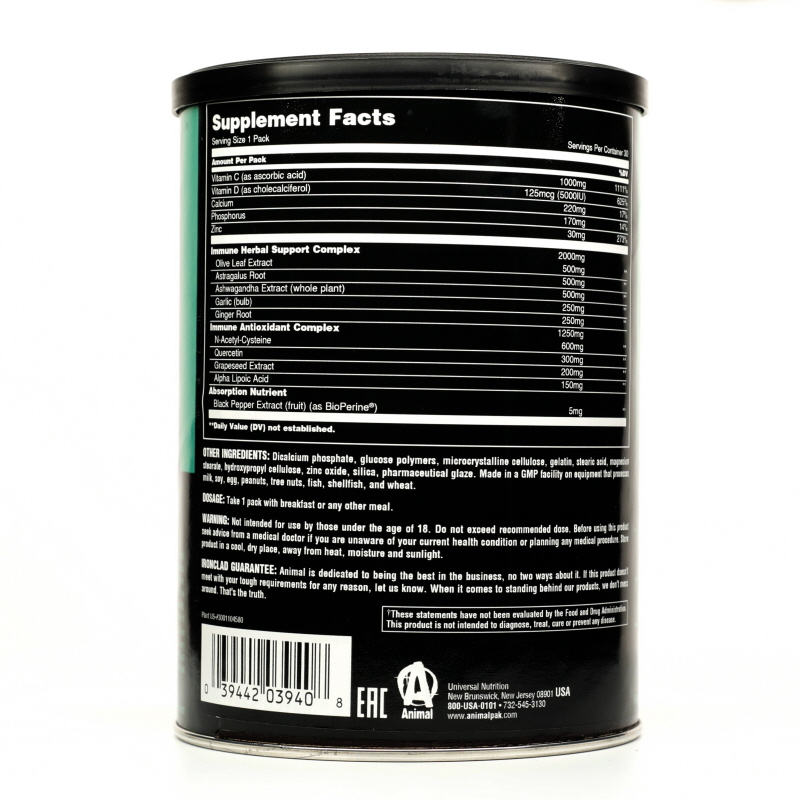 Supplement Facts
Serving Size 1 Pack Servings Per Container 30
Amount Per Pack %DV
Vitamin C (as ascorbic acid) 1000mg 1111%
Vitamin D (as cholecalciferol) 125mcg (5000IU) 625%
Calcium 220mg 17%
Phosphorus 170mg 14%
Zinc 30mg 273%
Immune Herbal Support Complex 2000mg
Olive Leaf Extract 500mg **
Astragalus Root 500mg **
Ashwagandha Extract (whole plant) 500mg **
Garlic (bulb) 250mg **
Ginger Root 250mg **
Immune Antioxidant Complex 1250mg
N-Acetyl-Cysteine 600mg **
Quercetin 300mg **
Grapeseed Extract 200mg **
Alpha Lipoic Acid 150mg **
Absorption Nutrient
Black Pepper Extract (fruit) (as BioPerine®) 5mg **
**Daily Value (DV) not established.
OTHER INGREDIENTS: Dicalcium phosphate, glucose polymers, microcrystalline cellulose, gelatin, stearic acid, magnesium
stearate, hydroxypropyl cellulose, zinc oxide, silica, pharmaceutical glaze. Made in a GMP facility on equipment that processes
milk, soy, egg, peanuts, tree nuts, fish, shellfish, and wheat.
DOSAGE: Take 1 pack with breakfast or any other meal.
WARNING: Not intended for use by those under the age of 18. Do not exceed recommended dose. Before using this product
seek advice from a medical doctor if you are unaware of your current health condition or planning any medical procedure. Store
product in a cool, dry place, away from heat, moisture and sunlight.
IRONCLAD GUARANTEE: Animal is dedicated to being the best in the business, no two ways about it. If this product doesn't
meet with your tough requirements for any reason, let us know. When it comes to standing behind our products, we don't mess
around. That's the truth.
†These statements have not been evaluated by the Food and Drug Administration.
This product is not intended to diagnose, treat, cure or prevent any disease.
Plant US-#3001104580
0 39442 03940 8
EAC
A
Animal
Universal Nutrition
New Brunswick, New Jersey 08901 USA
800-USA-0101 • 732-545-3130
www.animalpak.com